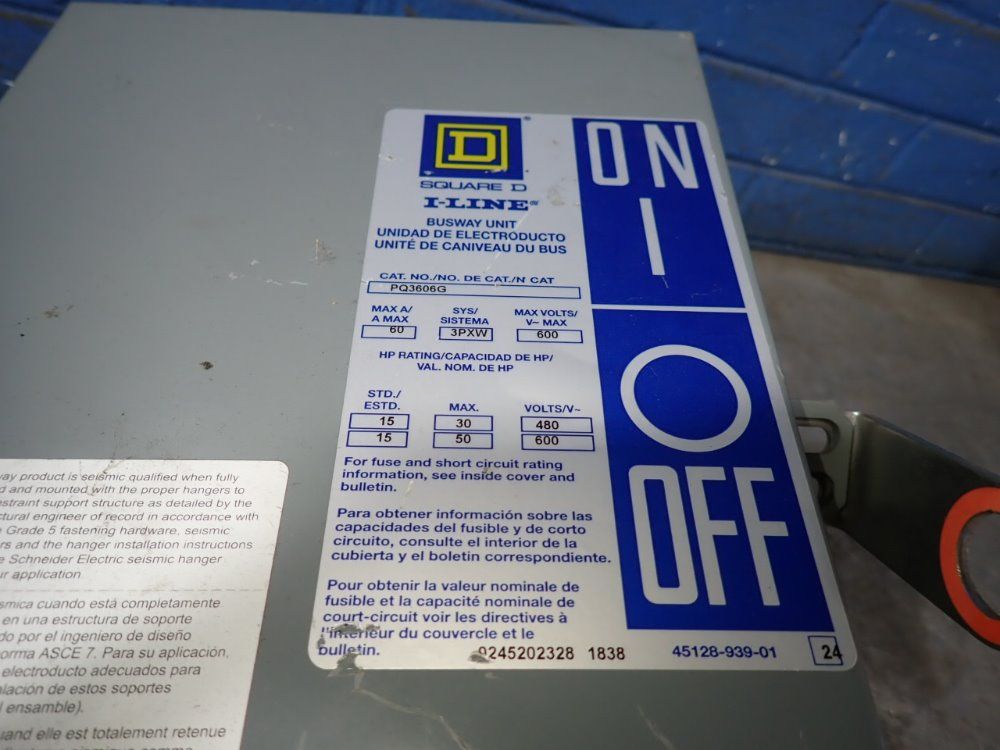 D
SQUARE D
I-LINE®
BUSWAY UNIT
UNIDAD DE ELECTRODUCTO
UNITÉ DE CANIVEAU DU BUS
CAT. NO./NO. DE CAT./N CAT
PQ3606G
MAX A/ SYS/ MAX VOLTS/
A MAX SISTEMA V~ MAX
60 3PXW 600
HP RATING/CAPACIDAD DE HP/
VAL. NOM. DE HP
STD./
ESTD. MAX. VOLTS/V~
15 30 480
15 50 600
For fuse and short circuit rating
information, see inside cover and
bulletin.
Para obtener información sobre las
capacidades del fusible y de corto
circuito, consulte el interior de la
cubierta y el boletin correspondiente.
Pour obtenir la valeur nominale de
fusible et la capacité nominale de
court-circuit voir les directives à
l'intérieur du couvercle et le
bulletin.
0245202328 1838 45128-939-01 24
ON
I
O
OFF
product is seismic qualified when fully
and mounted with the proper hangers to
support structure as detailed by the
engineer of record in accordance with
Grade 5 fastening hardware, seismic
and the hanger installation instructions
Schneider Electric seismic hanger
application
cuando està completamente
en una estructura de soporte
por el ingeniero de diseño
ASCE 7. Para su aplicación,
electroducto adecuados para
de estos soportes
ensamble).
elle est totalement retenue